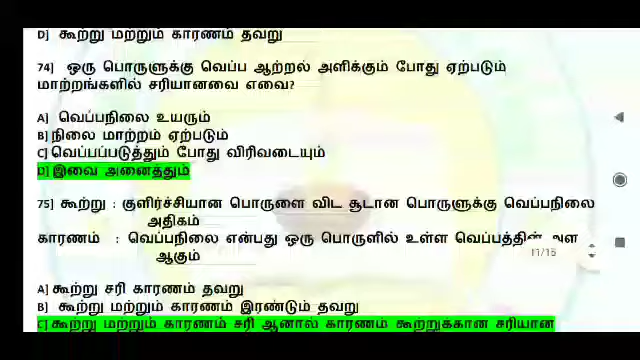 D] கூற்று மற்றும் காரணம் தவறு
74] ஒரு பொருளுக்கு வெப்ப ஆற்றல் அளிக்கும் போது ஏற்படும்
மாற்றங்களில் சரியானவை எவை?
A] வெப்பநிலை உயரும்
B] நிலை மாற்றம் ஏற்படும்
C] வெப்பப்படுத்தும் போது விரிவடையும்
D] இவை அனைத்தும்
75] கூற்று : குளிர்ச்சியான பொருளை விட சூடான பொருளுக்கு வெப்பநிலை
அதிகம்
காரணம் : வெப்பநிலை என்பது ஒரு பொருளில் உள்ள வெப்பத்தின்
11/15
ஆகும்
A] கூற்று சரி காரணம் தவறு
B] கூற்று மற்றும் காரணம் இரண்டும் தவறு
C] கூற்று மற்றும் காரணம் சரி ஆனால் காரணம் கூற்றுக்கான சரியான